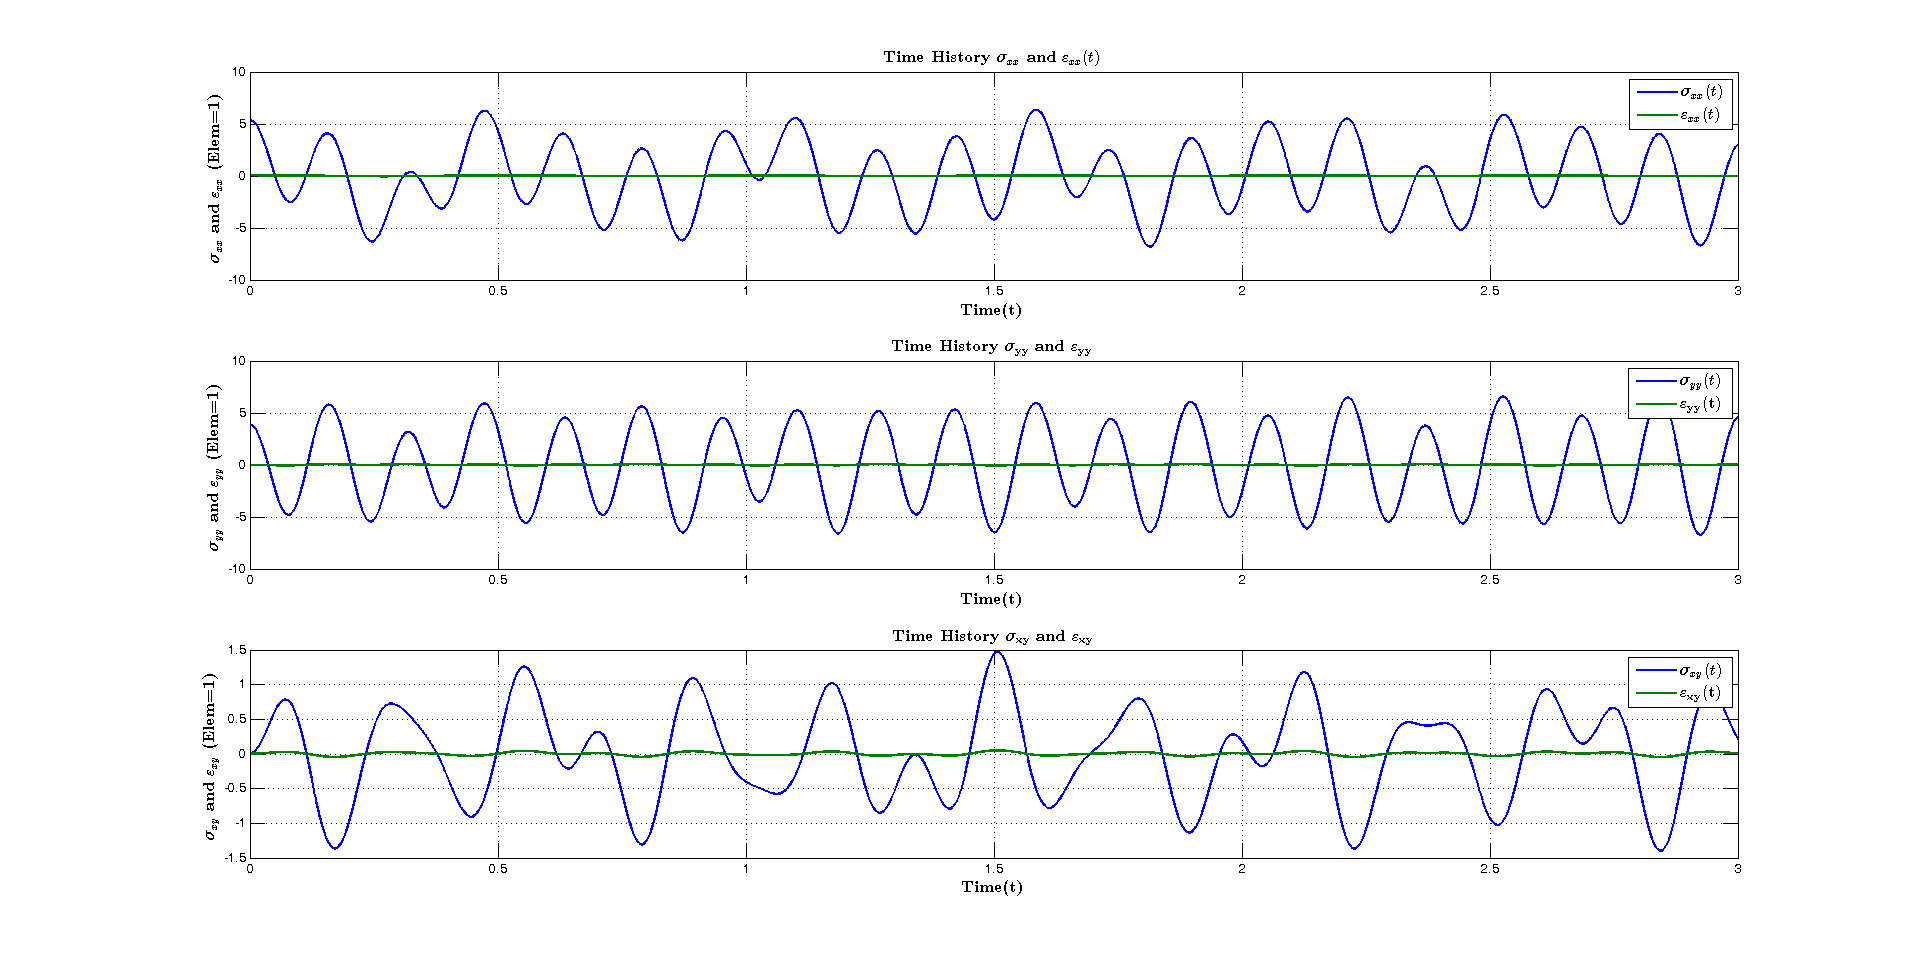 Time History σxx and εxx(t)
σxx and εxx (Elem=1)
10
5
0
-5
-10
σxx(t)
εxx(t)
0 0.5 1 1.5 2 2.5 3
Time(t)
Time History σyy and εyy
σyy and εyy (Elem=1)
10
5
0
-5
-10
σyy(t)
εyy(t)
0 0.5 1 1.5 2 2.5 3
Time(t)
Time History σxy and εxy
σxy and εxy (Elem=1)
1.5
1
0.5
0
-0.5
-1
-1.5
σxy(t)
εxy(t)
0 0.5 1 1.5 2 2.5 3
Time(t)